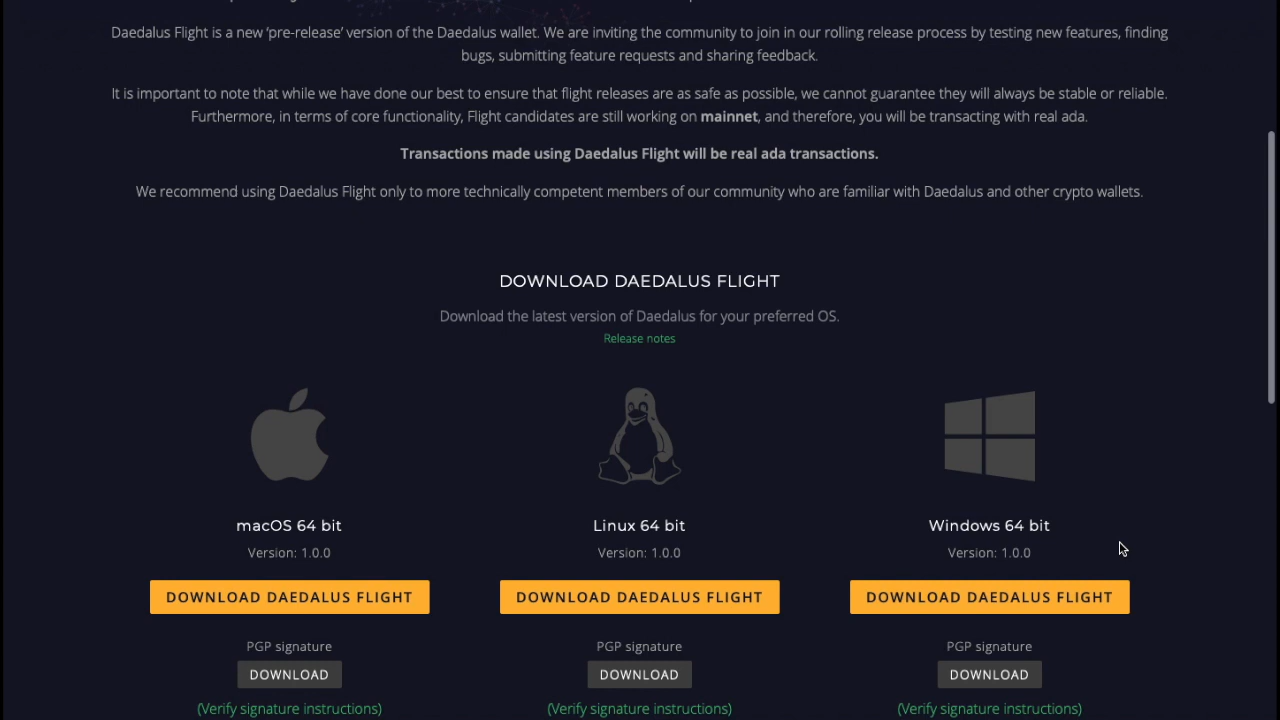 Daedalus Flight is a new ‘pre-release’ version of the Daedalus wallet. We are inviting the community to join in our rolling release process by testing new features, finding
bugs, submitting feature requests and sharing feedback.
It is important to note that while we have done our best to ensure that flight releases are as safe as possible, we cannot guarantee they will always be stable or reliable.
Furthermore, in terms of core functionality, Flight candidates are still working on mainnet, and therefore, you will be transacting with real ada.
Transactions made using Daedalus Flight will be real ada transactions.
We recommend using Daedalus Flight only to more technically competent members of our community who are familiar with Daedalus and other crypto wallets.
DOWNLOAD DAEDALUS FLIGHT
Download the latest version of Daedalus for your preferred OS.
Release notes
macOS 64 bit
Version: 1.0.0
DOWNLOAD DAEDALUS FLIGHT
PGP signature
DOWNLOAD
(Verify signature instructions)
Linux 64 bit
Version: 1.0.0
DOWNLOAD DAEDALUS FLIGHT
PGP signature
DOWNLOAD
(Verify signature instructions)
Windows 64 bit
Version: 1.0.0
DOWNLOAD DAEDALUS FLIGHT
PGP signature
DOWNLOAD
(Verify signature instructions)